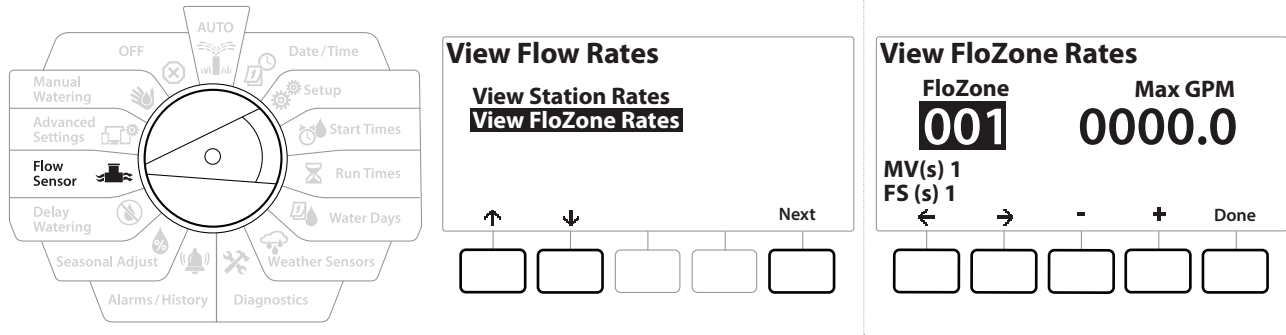 AUTO
OFF
Date / Time
Manual
Watering
Setup
Advanced
Settings
Start Times
Flow
Sensor
Run Times
Delay
Watering
Water Days
Seasonal Adjust
Weather Sensors
Alarms / History
Diagnostics
View Flow Rates
View Station Rates
View FloZone Rates
Next
View FloZone Rates
FloZone
Max GPM
001
0000.0
MV(s) 1
FS (s) 1
-
+
Done